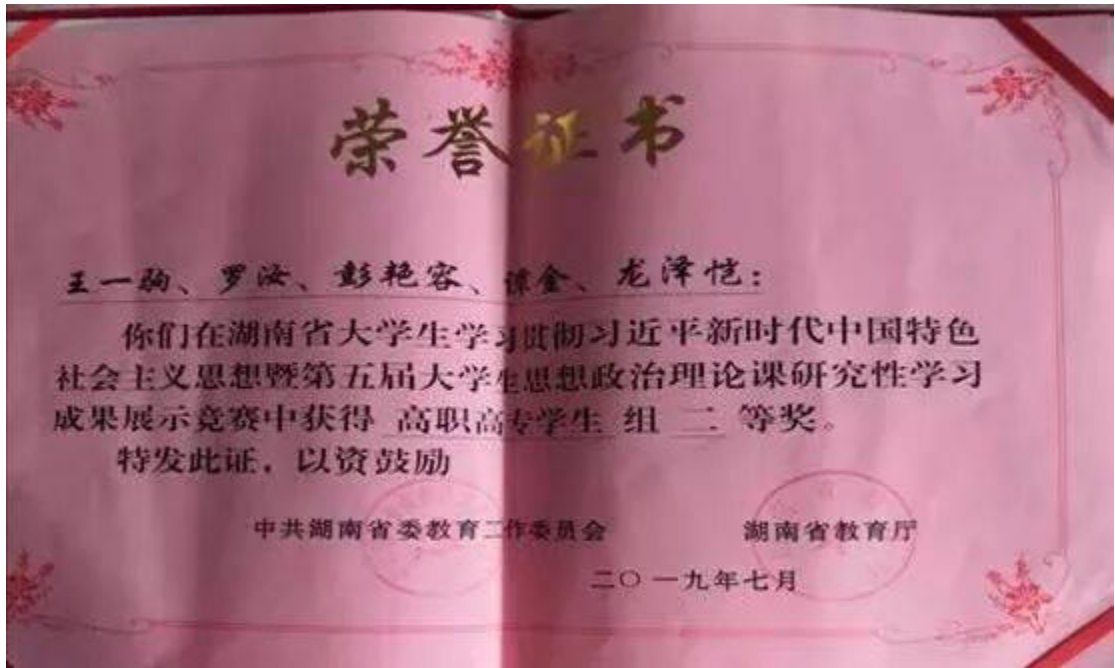 荣誉证书
王一驹、罗汝、彭艳容、谭金、龙泽恺:
你们在湖南省大学生学习贯彻习近平新时代中国特色
社会主义思想暨第五届大学生思想政治理论课研究性学习
成果展示竞赛中获得 高职高专学生 组 二 等奖。
特发此证,以资鼓励
中共湖南省委教育工作委员会 湖南省教育厅
二〇一九年七月